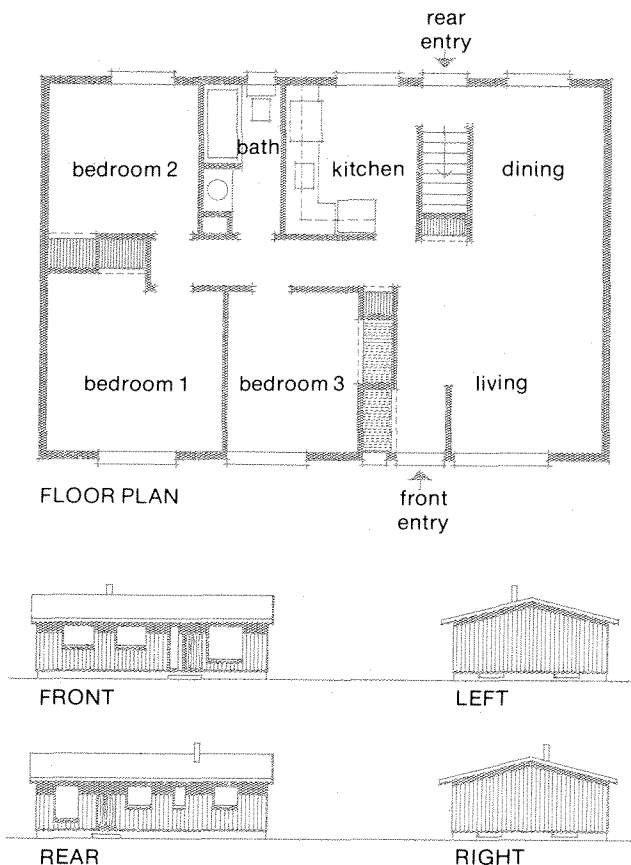 rear
entry
bath
bedroom 2
kitchen
dining
bedroom 1
bedroom 3
living
FLOOR PLAN
front
entry
FRONT
LEFT
REAR
RIGHT